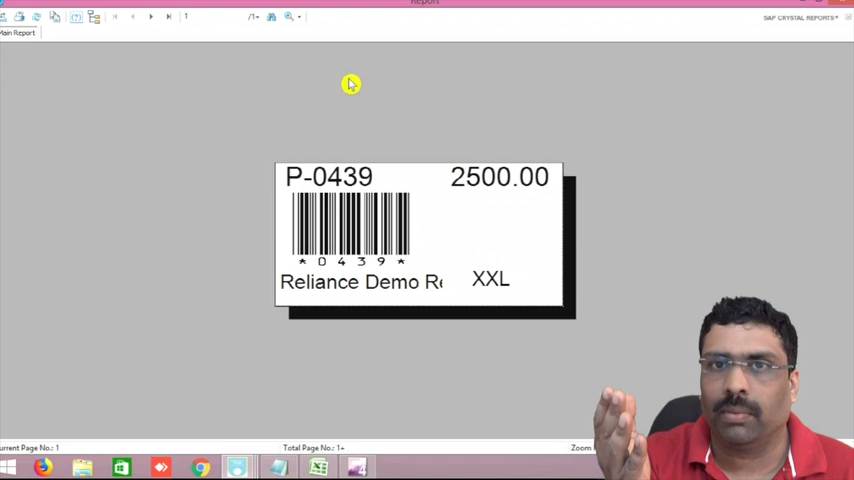 Report
1 /1+ SAP CRYSTAL REPORTS
Main Report
P-0439 2500.00
*0439*
Reliance Demo Re XXL
urrent Page No.: 1 Total Page No.: 1+ Zoom